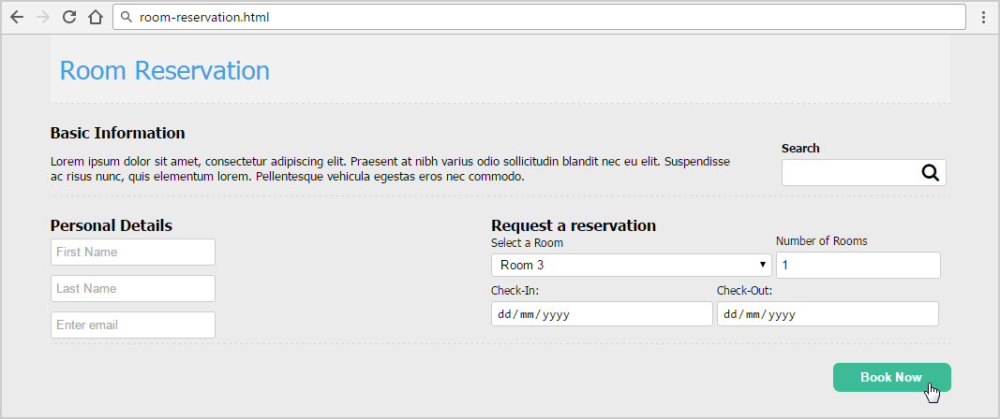 room-reservation.html
Room Reservation
Basic Information
Lorem ipsum dolor sit amet, consectetur adipiscing elit. Praesent at nibh varius odio sollicitudin blandit nec eu elit. Suspendisse
ac risus nunc, quis elementum lorem. Pellentesque vehicula egestas eros nec commodo.
Search
Personal Details
First Name
Last Name
Enter email
Request a reservation
Select a Room
Room 3
Number of Rooms
1
Check-In:
dd/mm/yyyy
Check-Out:
dd/mm/yyyy
Book Now